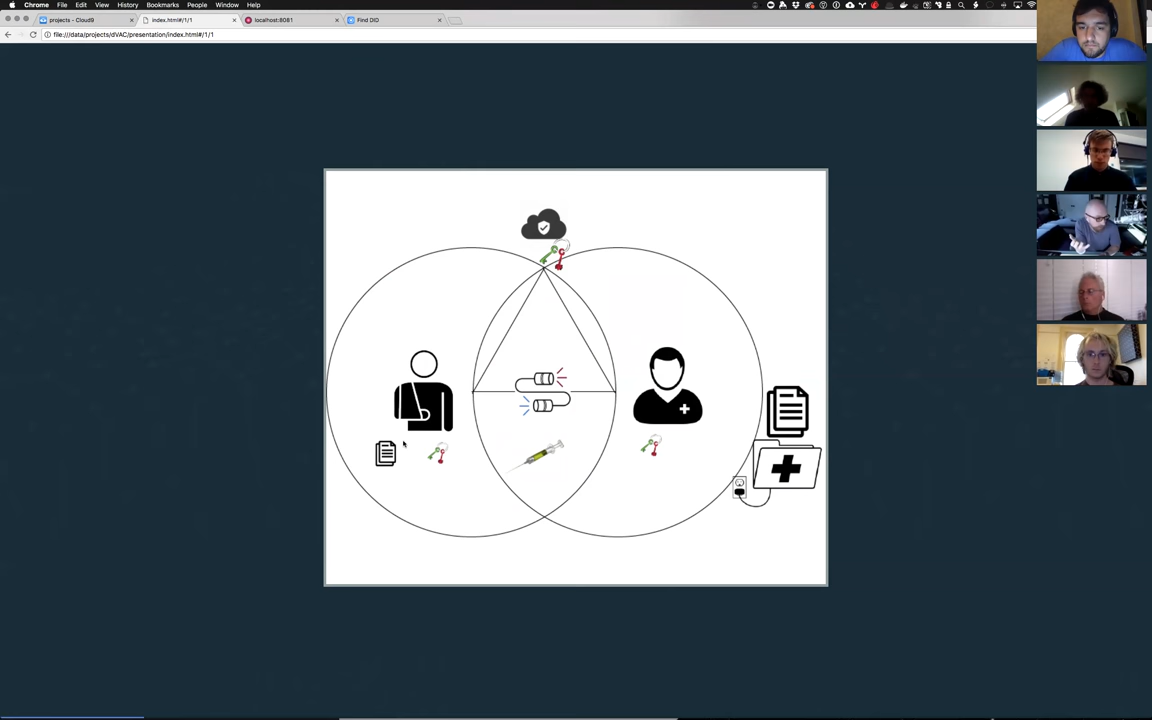 Chrome File Edit View History Bookmarks People Window Help
projects - Cloud9 index.html#/1/1 localhost:8081 Find DID
file:///data/projects/dVAC/presentation/index.html#/1/1